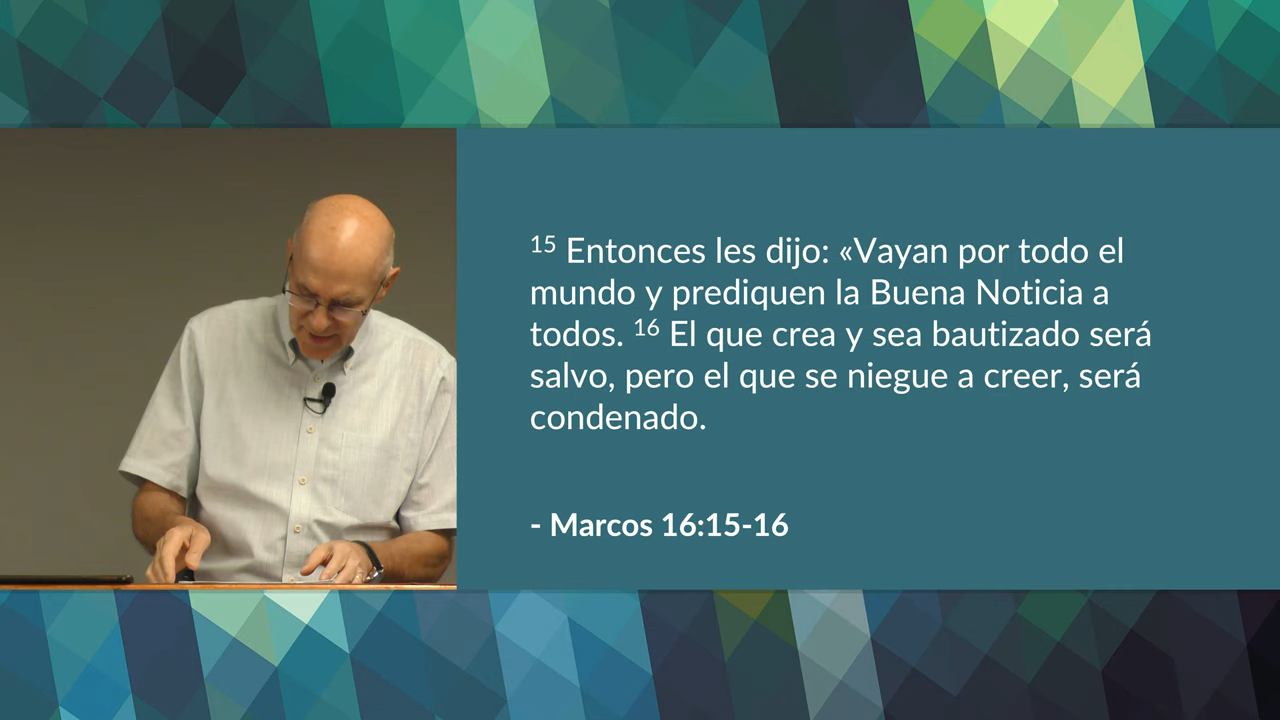 15 Entonces les dijo: «Vayan por todo el
mundo y prediquen la Buena Noticia a
todos. 16 El que crea y sea bautizado será
salvo, pero el que se niegue a creer, será
condenado.
- Marcos 16:15-16